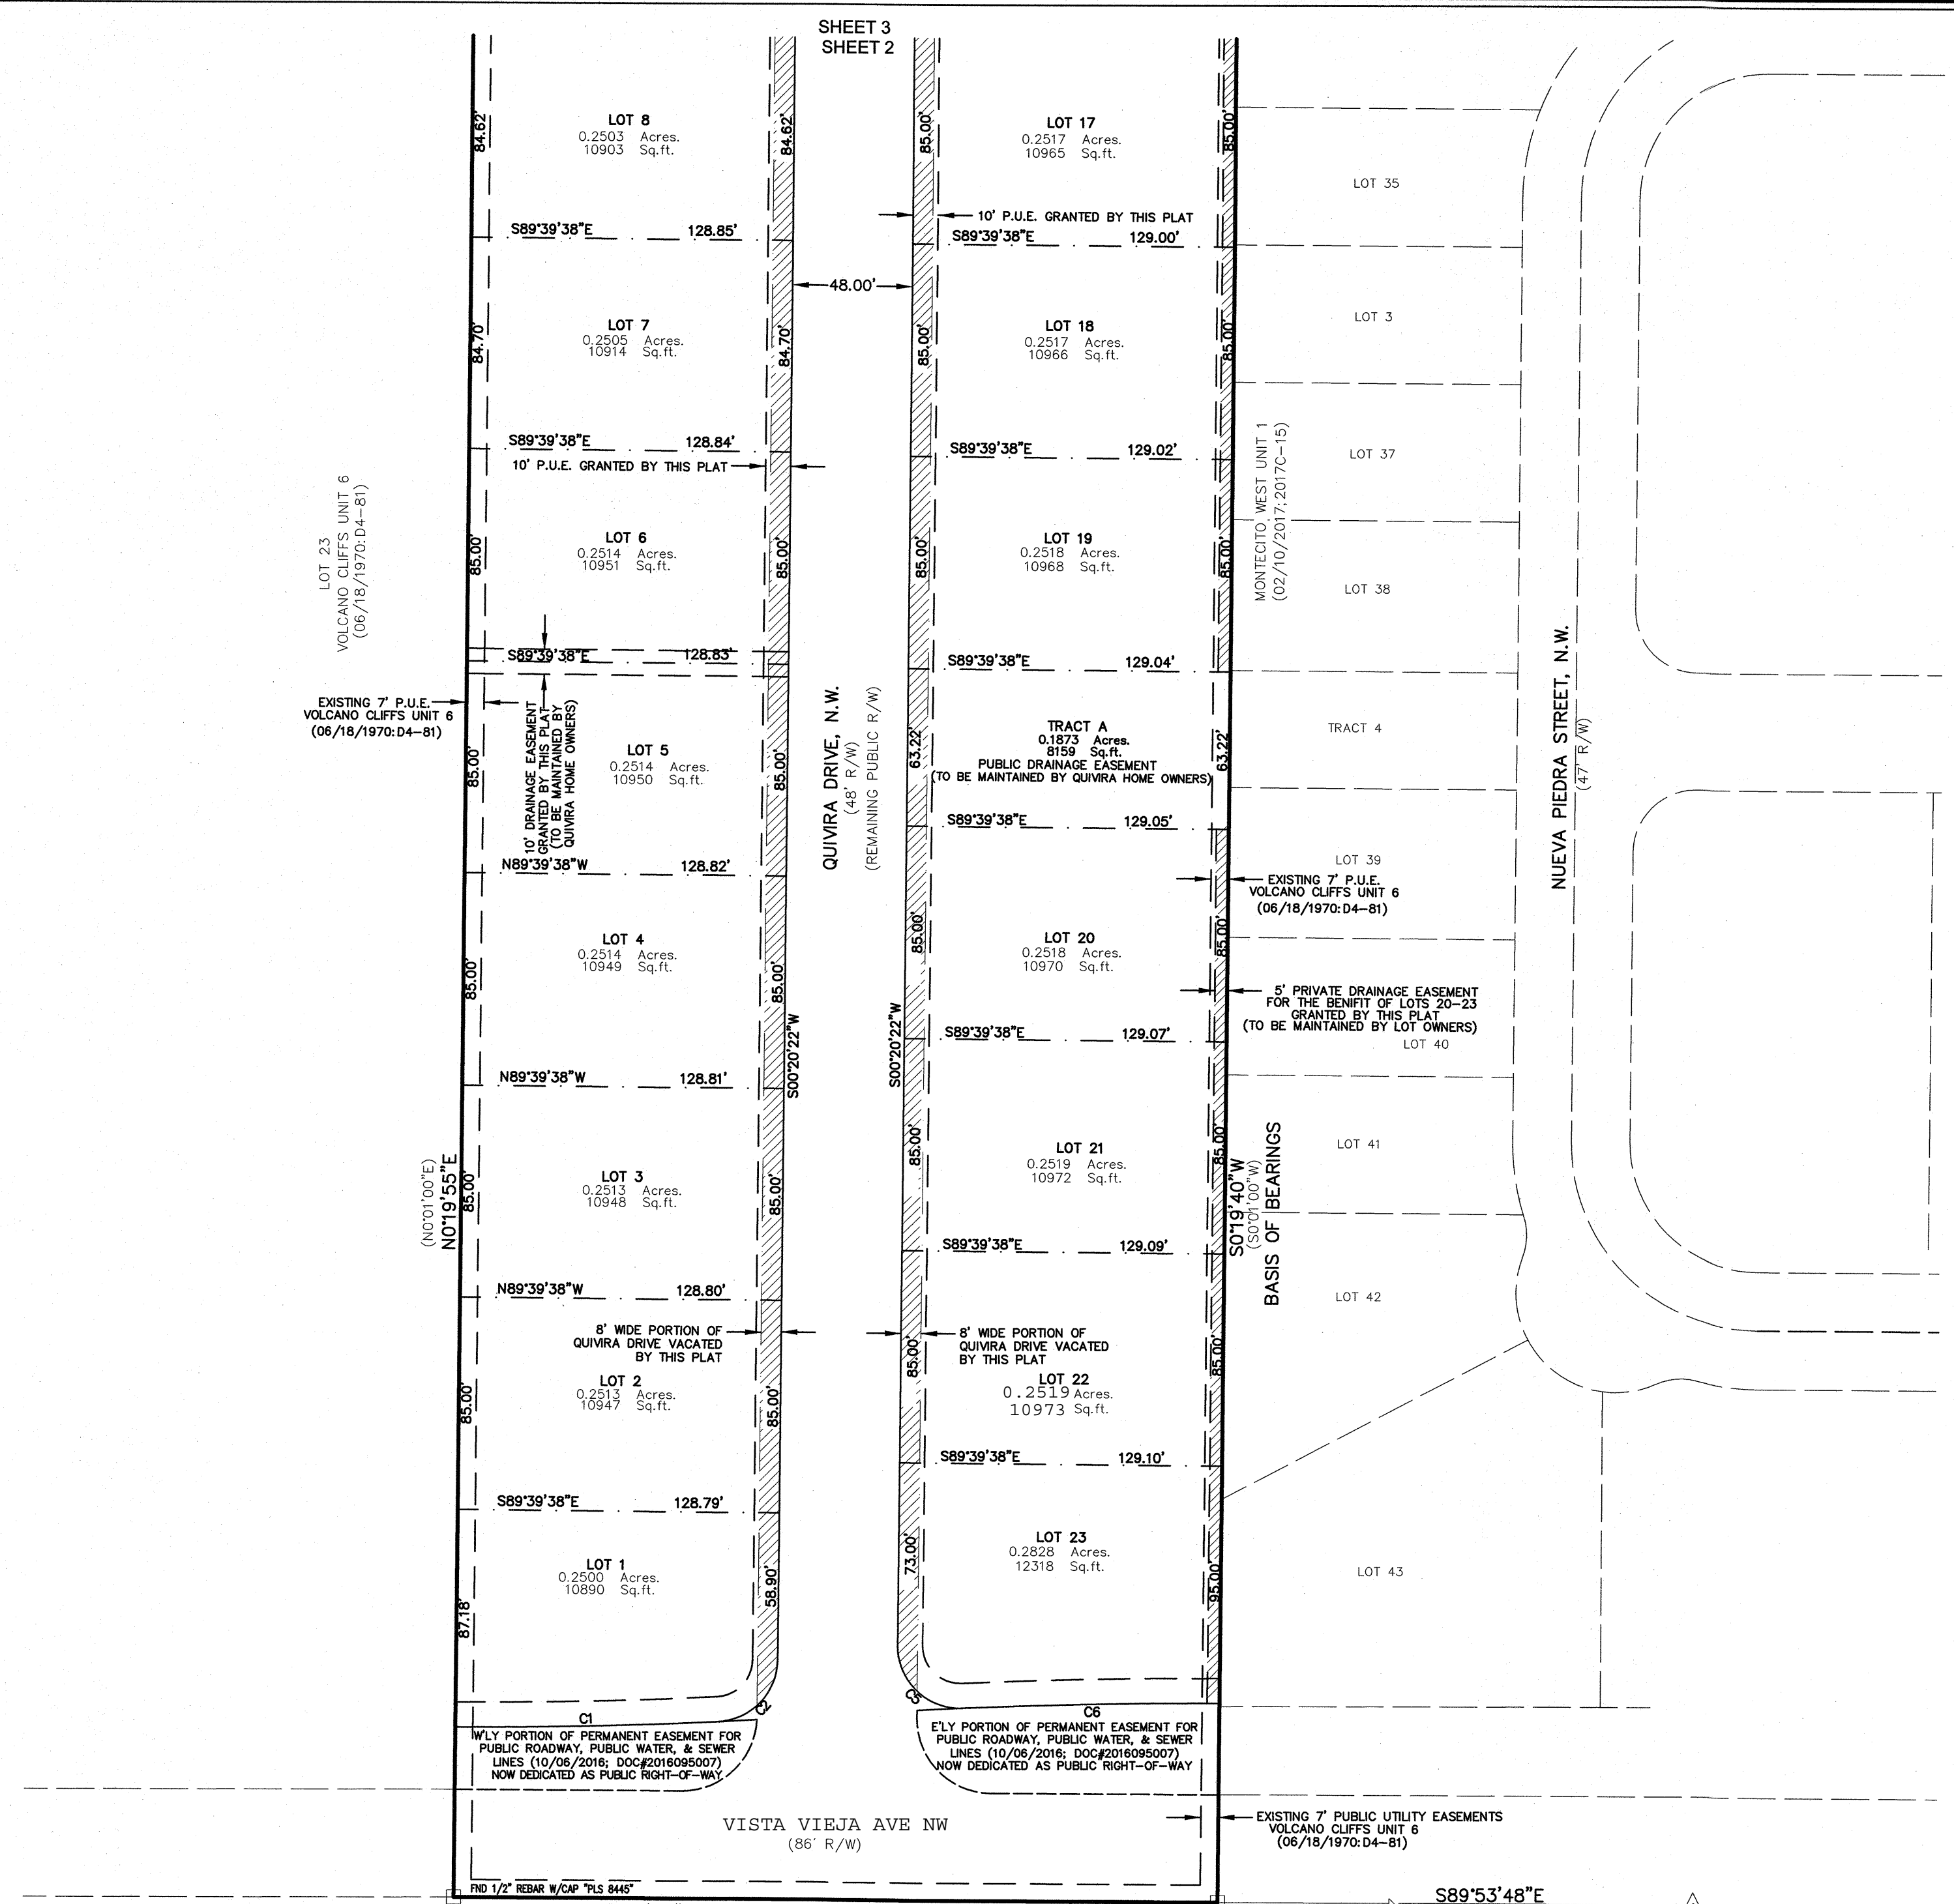 SHEET 3
SHEET 2
LOT 8
0.2503 Acres.
10903 Sq.ft.
84.62'
84.62'
S89°39'38"E 128.85'
LOT 7
0.2505 Acres.
10914 Sq.ft.
84.70'
84.70'
S89°39'38"E 128.84'
10' P.U.E. GRANTED BY THIS PLAT
LOT 6
0.2514 Acres.
10951 Sq.ft.
85.00'
85.00'
S89°39'38"E 128.83'
LOT 23
VOLCANO CLIFFS UNIT 6
(06/18/1970: D4-81)
EXISTING 7' P.U.E.
VOLCANO CLIFFS UNIT 6
(06/18/1970: D4-81)
10' DRAINAGE EASEMENT
GRANTED BY THIS PLAT
(TO BE MAINTAINED BY
QUIVIRA HOME OWNERS)
LOT 5
0.2514 Acres.
10950 Sq.ft.
85.00'
85.00'
N89°39'38"W 128.82'
LOT 4
0.2514 Acres.
10949 Sq.ft.
85.00'
85.00'
N89°39'38"W 128.81'
LOT 3
0.2513 Acres.
10948 Sq.ft.
85.00'
85.00'
(N0°01'00"E)
N0°19'55"E
N89°39'38"W 128.80'
8' WIDE PORTION OF
QUIVIRA DRIVE VACATED
BY THIS PLAT
LOT 2
0.2513 Acres.
10947 Sq.ft.
85.00'
85.00'
S89°39'38"E 128.79'
LOT 1
0.2500 Acres.
10890 Sq.ft.
87.18'
58.90'
C1
C2
W'LY PORTION OF PERMANENT EASEMENT FOR
PUBLIC ROADWAY, PUBLIC WATER, & SEWER
LINES (10/06/2016; DOC#2016095007)
NOW DEDICATED AS PUBLIC RIGHT-OF-WAY
48.00'
QUIVIRA DRIVE, N.W.
(48' R/W)
(REMAINING PUBLIC R/W)
S00°20'22"W
S00°20'22"W
LOT 17
0.2517 Acres.
10965 Sq.ft.
85.00'
85.00'
10' P.U.E. GRANTED BY THIS PLAT
S89°39'38"E 129.00'
LOT 18
0.2517 Acres.
10966 Sq.ft.
85.00'
85.00'
S89°39'38"E 129.02'
LOT 19
0.2518 Acres.
10968 Sq.ft.
85.00'
85.00'
S89°39'38"E 129.04'
TRACT A
0.1873 Acres.
8159 Sq.ft.
PUBLIC DRAINAGE EASEMENT
(TO BE MAINTAINED BY QUIVIRA HOME OWNERS)
63.22'
63.22'
S89°39'38"E 129.05'
LOT 20
0.2518 Acres.
10970 Sq.ft.
85.00'
85.00'
S89°39'38"E 129.07'
LOT 21
0.2519 Acres.
10972 Sq.ft.
85.00'
85.00'
S89°39'38"E 129.09'
8' WIDE PORTION OF
QUIVIRA DRIVE VACATED
BY THIS PLAT
LOT 22
0.2519 Acres.
10973 Sq.ft.
85.00'
85.00'
S89°39'38"E 129.10'
LOT 23
0.2828 Acres.
12318 Sq.ft.
73.00'
95.00'
C5
C6
E'LY PORTION OF PERMANENT EASEMENT FOR
PUBLIC ROADWAY, PUBLIC WATER, & SEWER
LINES (10/06/2016; DOC#2016095007)
NOW DEDICATED AS PUBLIC RIGHT-OF-WAY
LOT 35
LOT 3
LOT 37
MONTECITO WEST UNIT 1
(02/10/2017; 2017C-15)
LOT 38
TRACT 4
LOT 39
EXISTING 7' P.U.E.
VOLCANO CLIFFS UNIT 6
(06/18/1970: D4-81)
5' PRIVATE DRAINAGE EASEMENT
FOR THE BENIFIT OF LOTS 20-23
GRANTED BY THIS PLAT
(TO BE MAINTAINED BY LOT OWNERS)
LOT 40
LOT 41
S0°19'40"W
(S0°01'00"W)
BASIS OF BEARINGS
LOT 42
LOT 43
NUEVA PIEDRA STREET, N.W.
(47' R/W)
VISTA VIEJA AVE NW
(86' R/W)
EXISTING 7' PUBLIC UTILITY EASEMENTS
VOLCANO CLIFFS UNIT 6
(06/18/1970: D4-81)
FND 1/2" REBAR W/CAP "PLS 8445"
S89°53'48"E